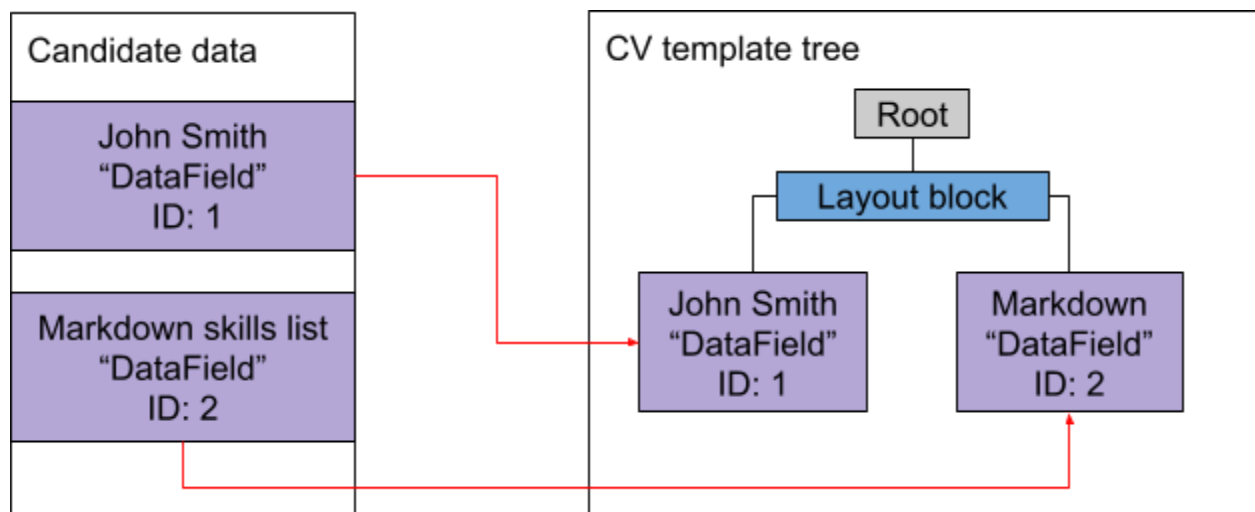 Candidate data
John Smith
“DataField”
ID: 1
Markdown skills list
“DataField”
ID: 2
CV template tree
Root
Layout block
John Smith
“DataField”
ID: 1
Markdown
“DataField”
ID: 2